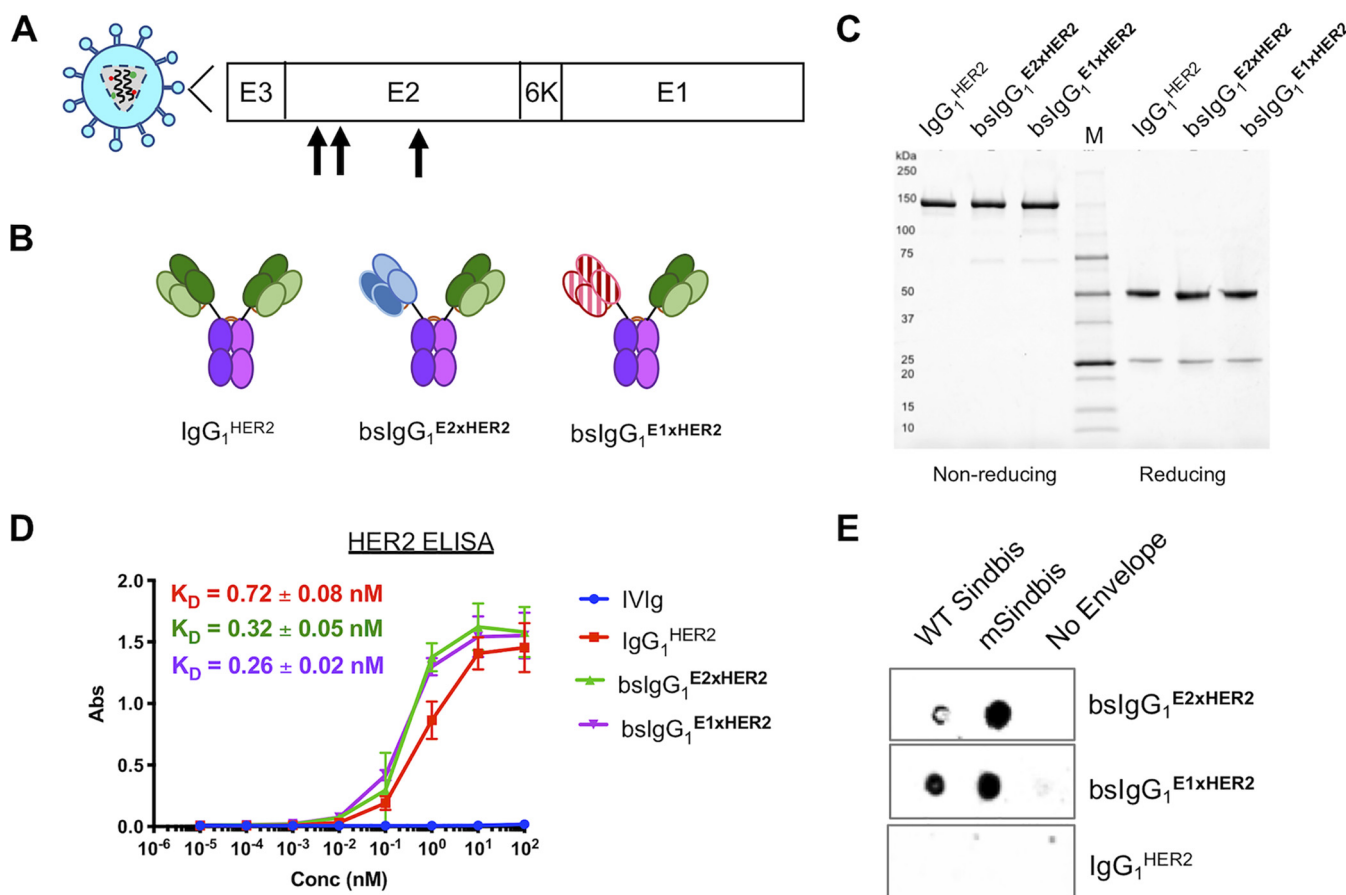 A
E3 E2 6K E1
B
IgG₁ᴴᴱᴿ²
bsIgG₁E2xHER2
bsIgG₁E1xHER2
C
IgG₁HER2
bsIgG₁E2xHER2
bsIgG₁E1xHER2
M
IgG₁HER2
bsIgG₁E2xHER2
bsIgG₁E1xHER2
kDa
250
150
100
75
50
37
25
20
15
10
Non-reducing Reducing
D
HER2 ELISA
K_D = 0.72 ± 0.08 nM
K_D = 0.32 ± 0.05 nM
K_D = 0.26 ± 0.02 nM
2.0
1.5
1.0
0.5
0.0
Abs
10⁻⁶ 10⁻⁵ 10⁻⁴ 10⁻³ 10⁻² 10⁻¹ 10⁰ 10¹ 10²
Conc (nM)
IVIg
IgG₁HER2
bsIgG₁E2xHER2
bsIgG₁E1xHER2
E
WT Sindbis
mSindbis
No Envelope
bsIgG₁E2xHER2
bsIgG₁E1xHER2
IgG₁HER2